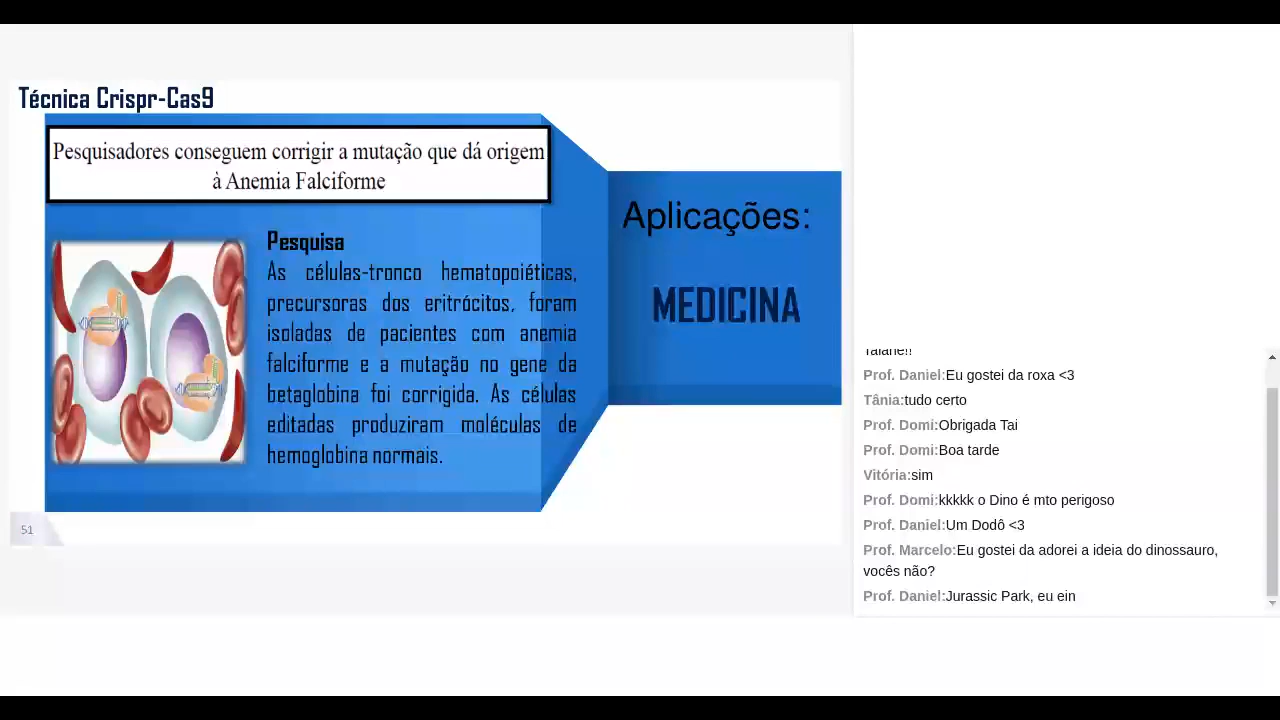 Técnica Crispr-Cas9
Pesquisadores conseguem corrigir a mutação que dá origem
à Anemia Falciforme
Pesquisa
As células-tronco hematopoiéticas,
precursoras dos eritrócitos, foram
isoladas de pacientes com anemia
falciforme e a mutação no gene da
betaglobina foi corrigida. As células
editadas produziram moléculas de
hemoglobina normais.
Aplicações:
MEDICINA
51
Prof. Daniel:Eu gostei da roxa <3
Tânia:tudo certo
Prof. Domi:Obrigada Tai
Prof. Domi:Boa tarde
Vitória:sim
Prof. Domi:kkkkk o Dino é mto perigoso
Prof. Daniel:Um Dodô <3
Prof. Marcelo:Eu gostei da adorei a ideia do dinossauro,
vocês não?
Prof. Daniel:Jurassic Park, eu ein